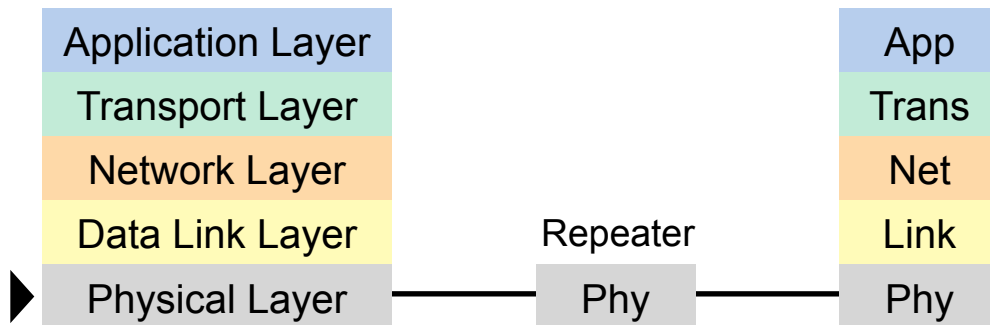 Application Layer
App
Transport Layer
Trans
Network Layer
Net
Data Link Layer
Repeater
Link
Physical Layer
Phy
Phy